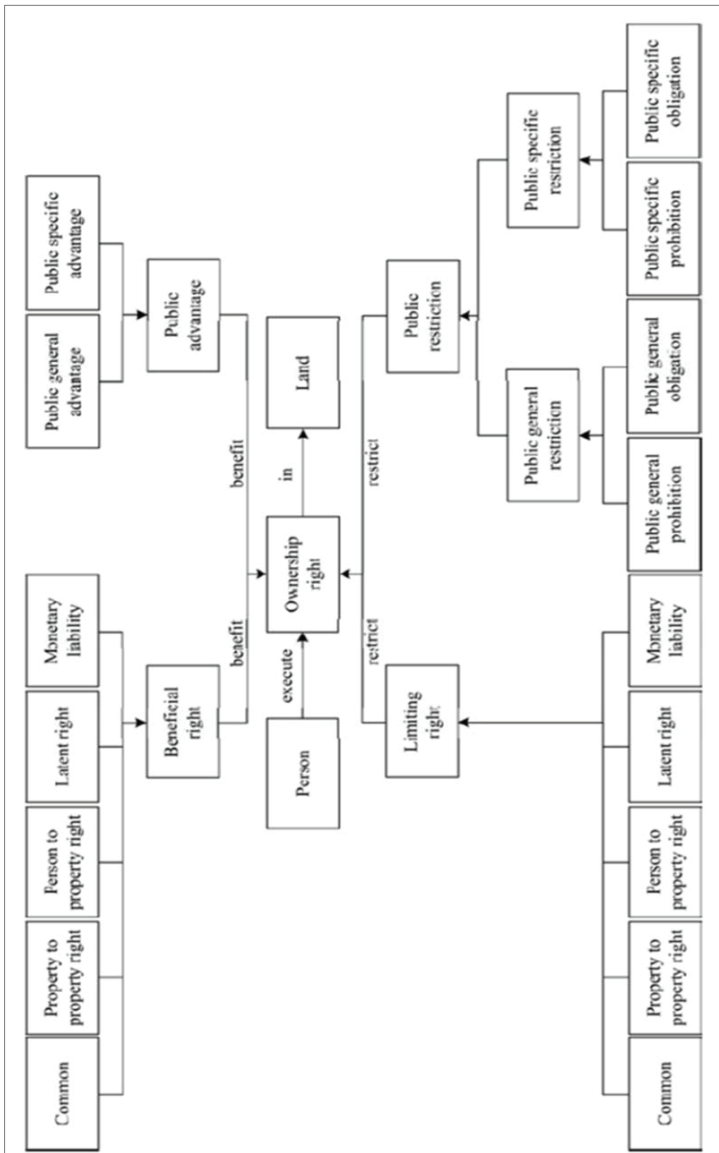 Common
Property to
property right
Person to
property right
Latent right
Monetary
liability
Public general
advantage
Public specific
advantage
Beneficial
right
Public
advantage
benefit
benefit
Person
execute
Ownership
right
in
Land
restrict
restrict
Limiting
right
Public
restriction
Public general
restriction
Public specific
restriction
Common
Property to
property right
Person to
property right
Latent right
Monetary
liability
Public general
prohibition
Public general
obligation
Public specific
prohibition
Public specific
obligation